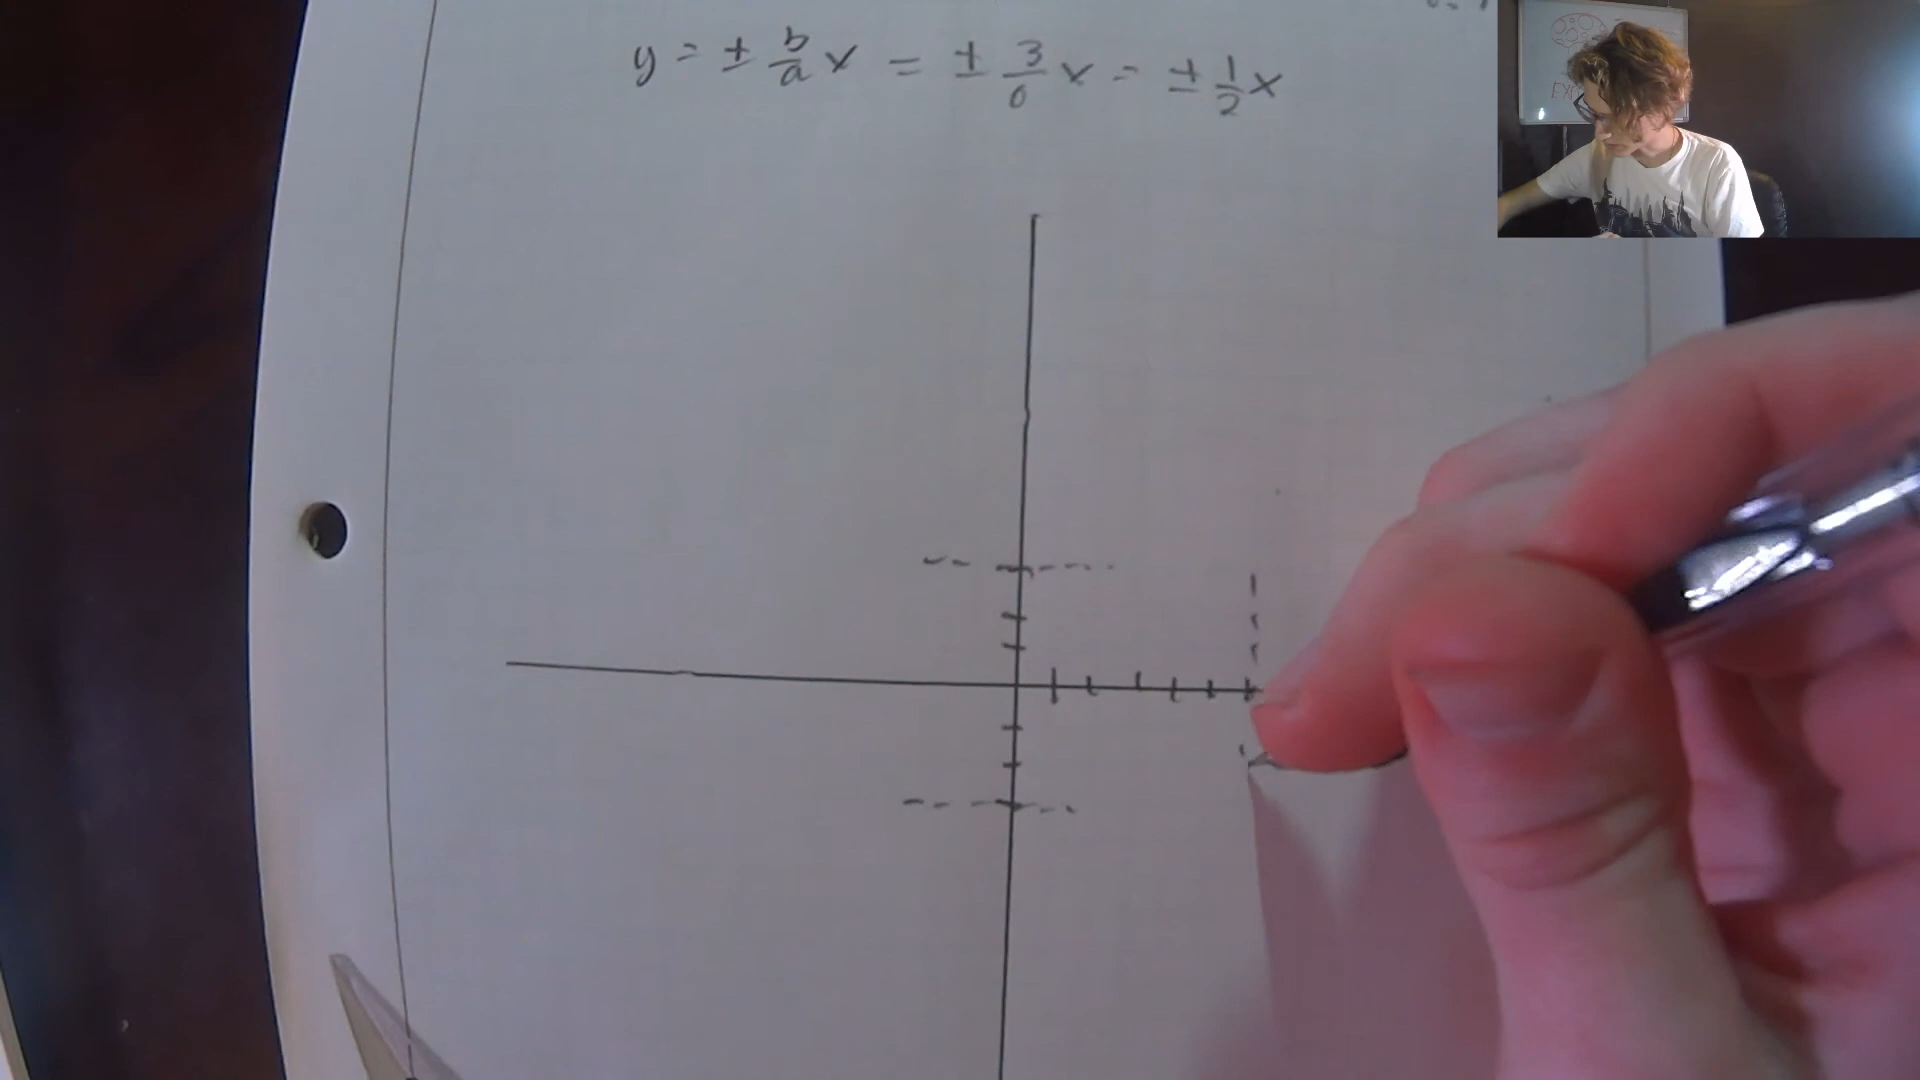 y = ± b/a x = ± 3/6 x = ± 1/2 x